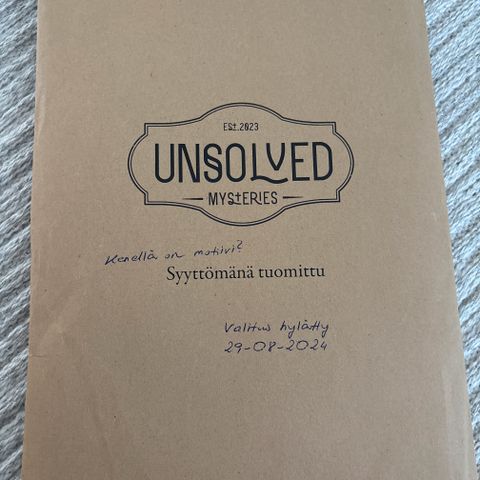 Est.2023
UNSOLVED
MYSTERIES
Kenellä on motiivi?
Syyttömänä tuomittu
Valitus hylätty
29-08-2024